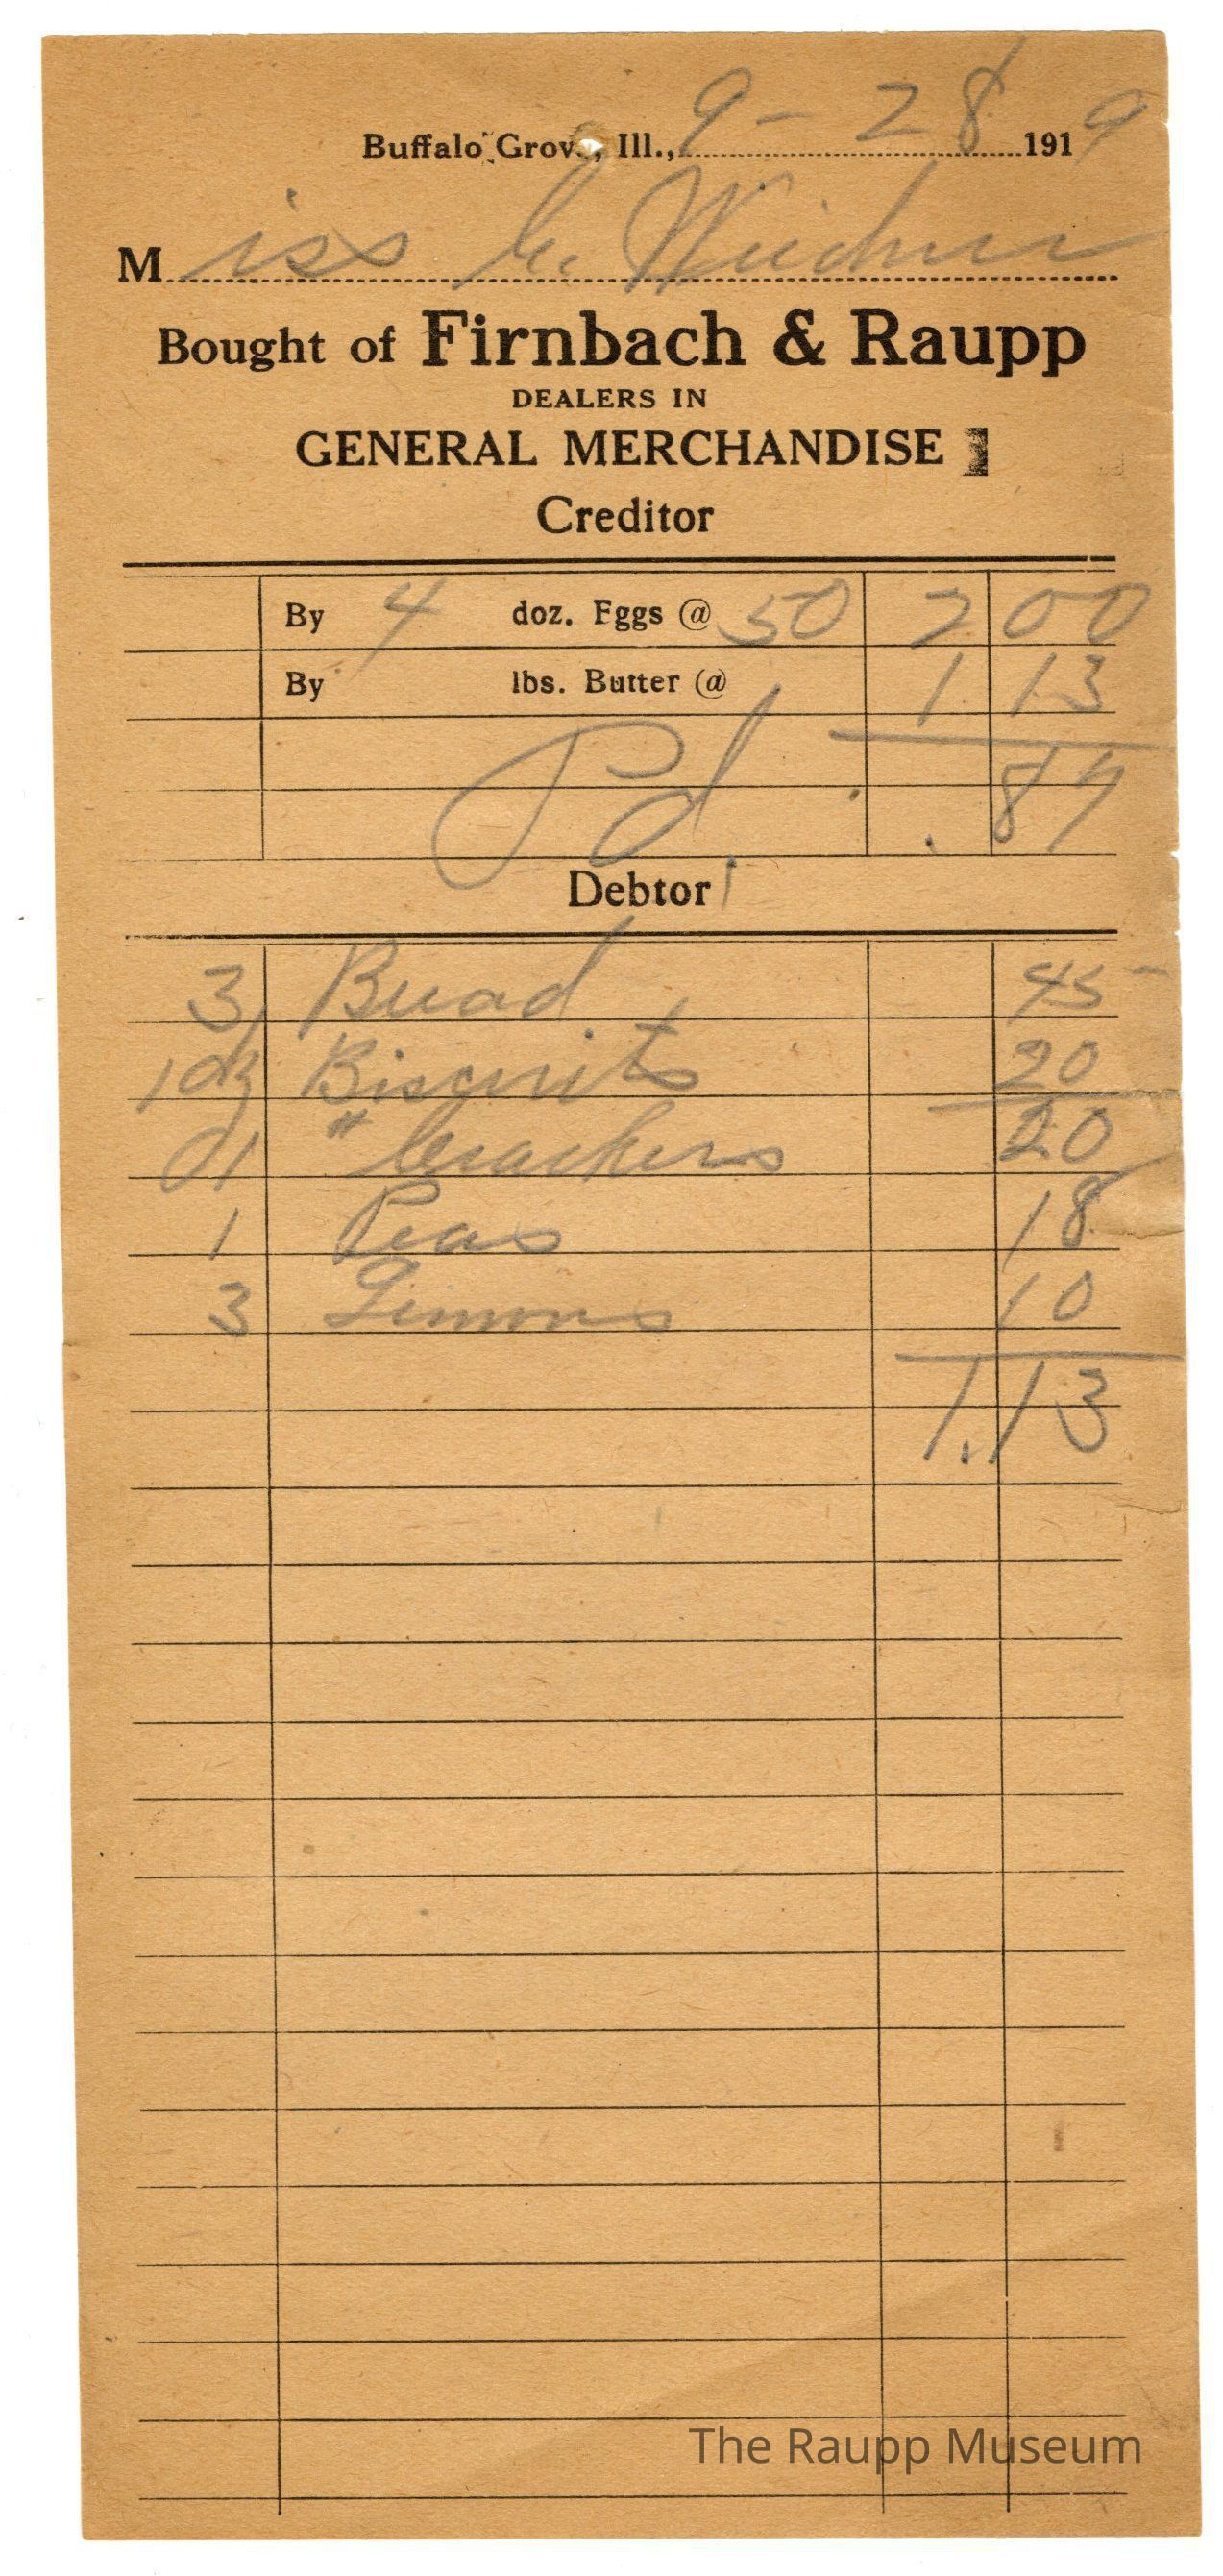 Buffalo Grov., Ill., 9-28 1919
Miss C. Weidner
Bought of Firnbach & Raupp
DEALERS IN
GENERAL MERCHANDISE
Creditor
By 4 doz. Eggs @ 50 2 00
By lbs. Butter @ 1 13
Pd. .87
Debtor
3 Bread 45
1 dz Biscuits 20
1 # Crackers 20
1 Peas 18
3 Lemons 10
1.13
The Raupp Museum